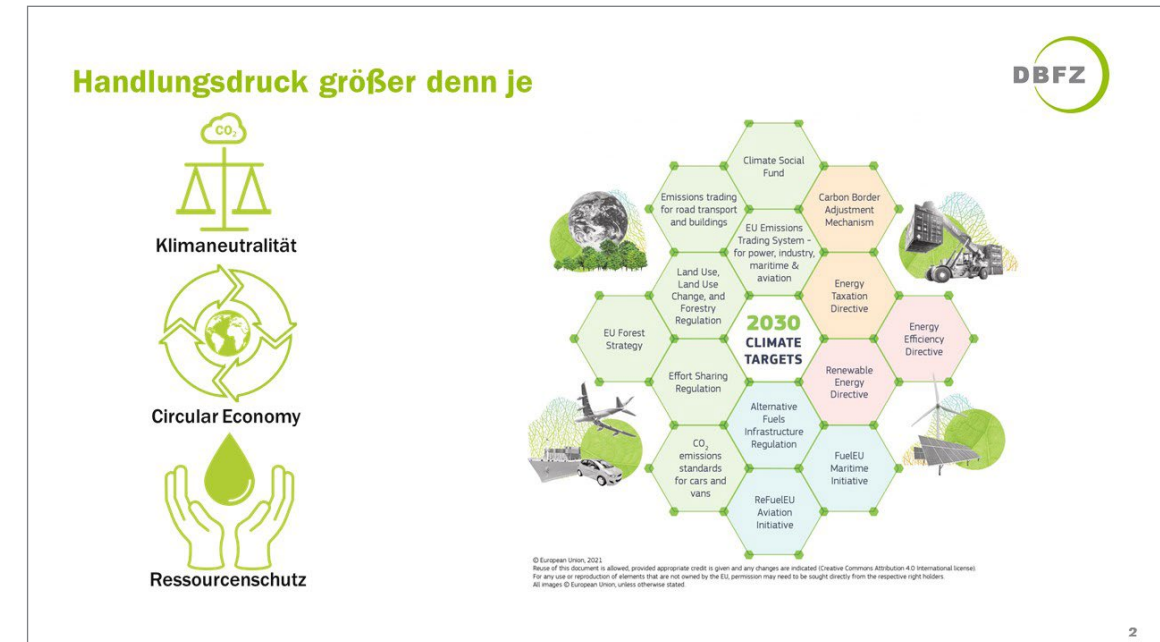 Handlungsdruck größer denn je
DBFZ
CO2
Klimaneutralität
Circular Economy
Ressourcenschutz
Climate Social
Fund
Emissions trading
for road transport
and buildings
Carbon Border
Adjustment
Mechanism
EU Emissions
Trading System -
for power, industry,
maritime &
aviation
Land Use,
Land Use
Change, and
Forestry
Regulation
Energy
Taxation
Directive
EU Forest
Strategy
2030
CLIMATE
TARGETS
Energy
Efficiency
Directive
Effort Sharing
Regulation
Renewable
Energy
Directive
Alternative
Fuels
Infrastructure
Regulation
CO2
emissions
standards
for cars and
vans
FuelEU
Maritime
Initiative
ReFuelEU
Aviation
Initiative
© European Union, 2021
Reuse of this document is allowed, provided appropriate credit is given and any changes are indicated (Creative Commons Attribution 4.0 International license).
For any use or reproduction of elements that are not owned by the EU, permission may need to be sought directly from the respective right holders.
All images © European Union, unless otherwise stated.
2